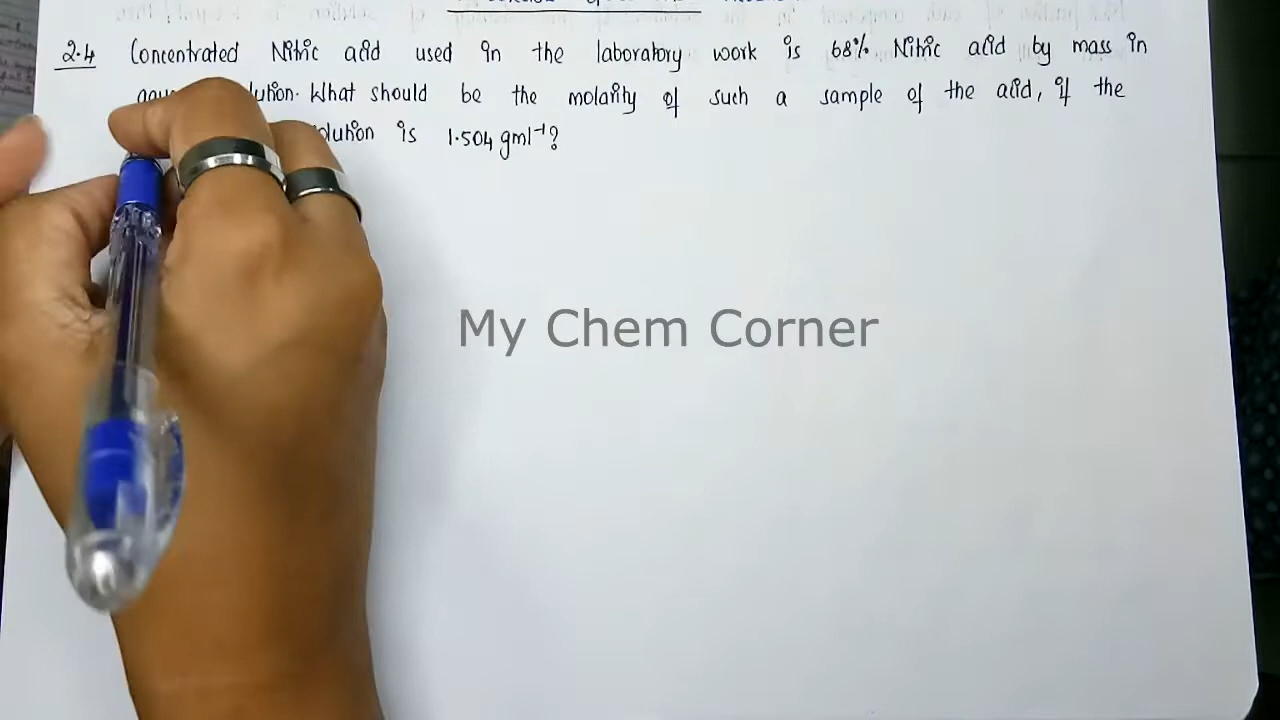 2.4 Concentrated Nitric acid used in the laboratory work is 68% Nitric acid by mass in
What should be the molarity of such a sample of the acid, if the
is 1.504 gml⁻¹?
My Chem Corner